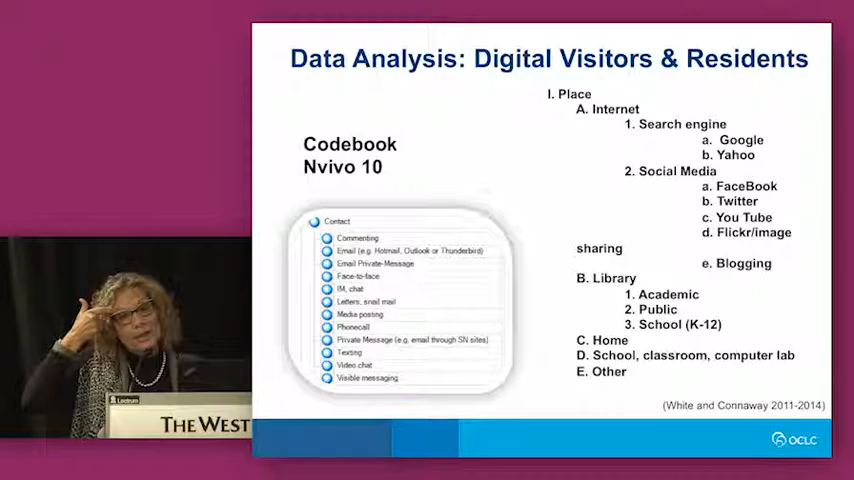 Data Analysis: Digital Visitors & Residents
Codebook
Nvivo 10
Contact
Commenting
Email (e.g. Hotmail, Outlook or Thunderbird)
Email Private-Message
Face-to-face
IM, chat
Letters, snail mail
Media posting
Phonecall
Private Message (e.g. email through SN sites)
Texting
Video chat
Visible messaging
I. Place
A. Internet
1. Search engine
a. Google
b. Yahoo
2. Social Media
a. FaceBook
b. Twitter
c. You Tube
d. Flickr/image
sharing
e. Blogging
B. Library
1. Academic
2. Public
3. School (K-12)
C. Home
D. School, classroom, computer lab
E. Other
(White and Connaway 2011-2014)
OCLC
Lectrum
THE WEST